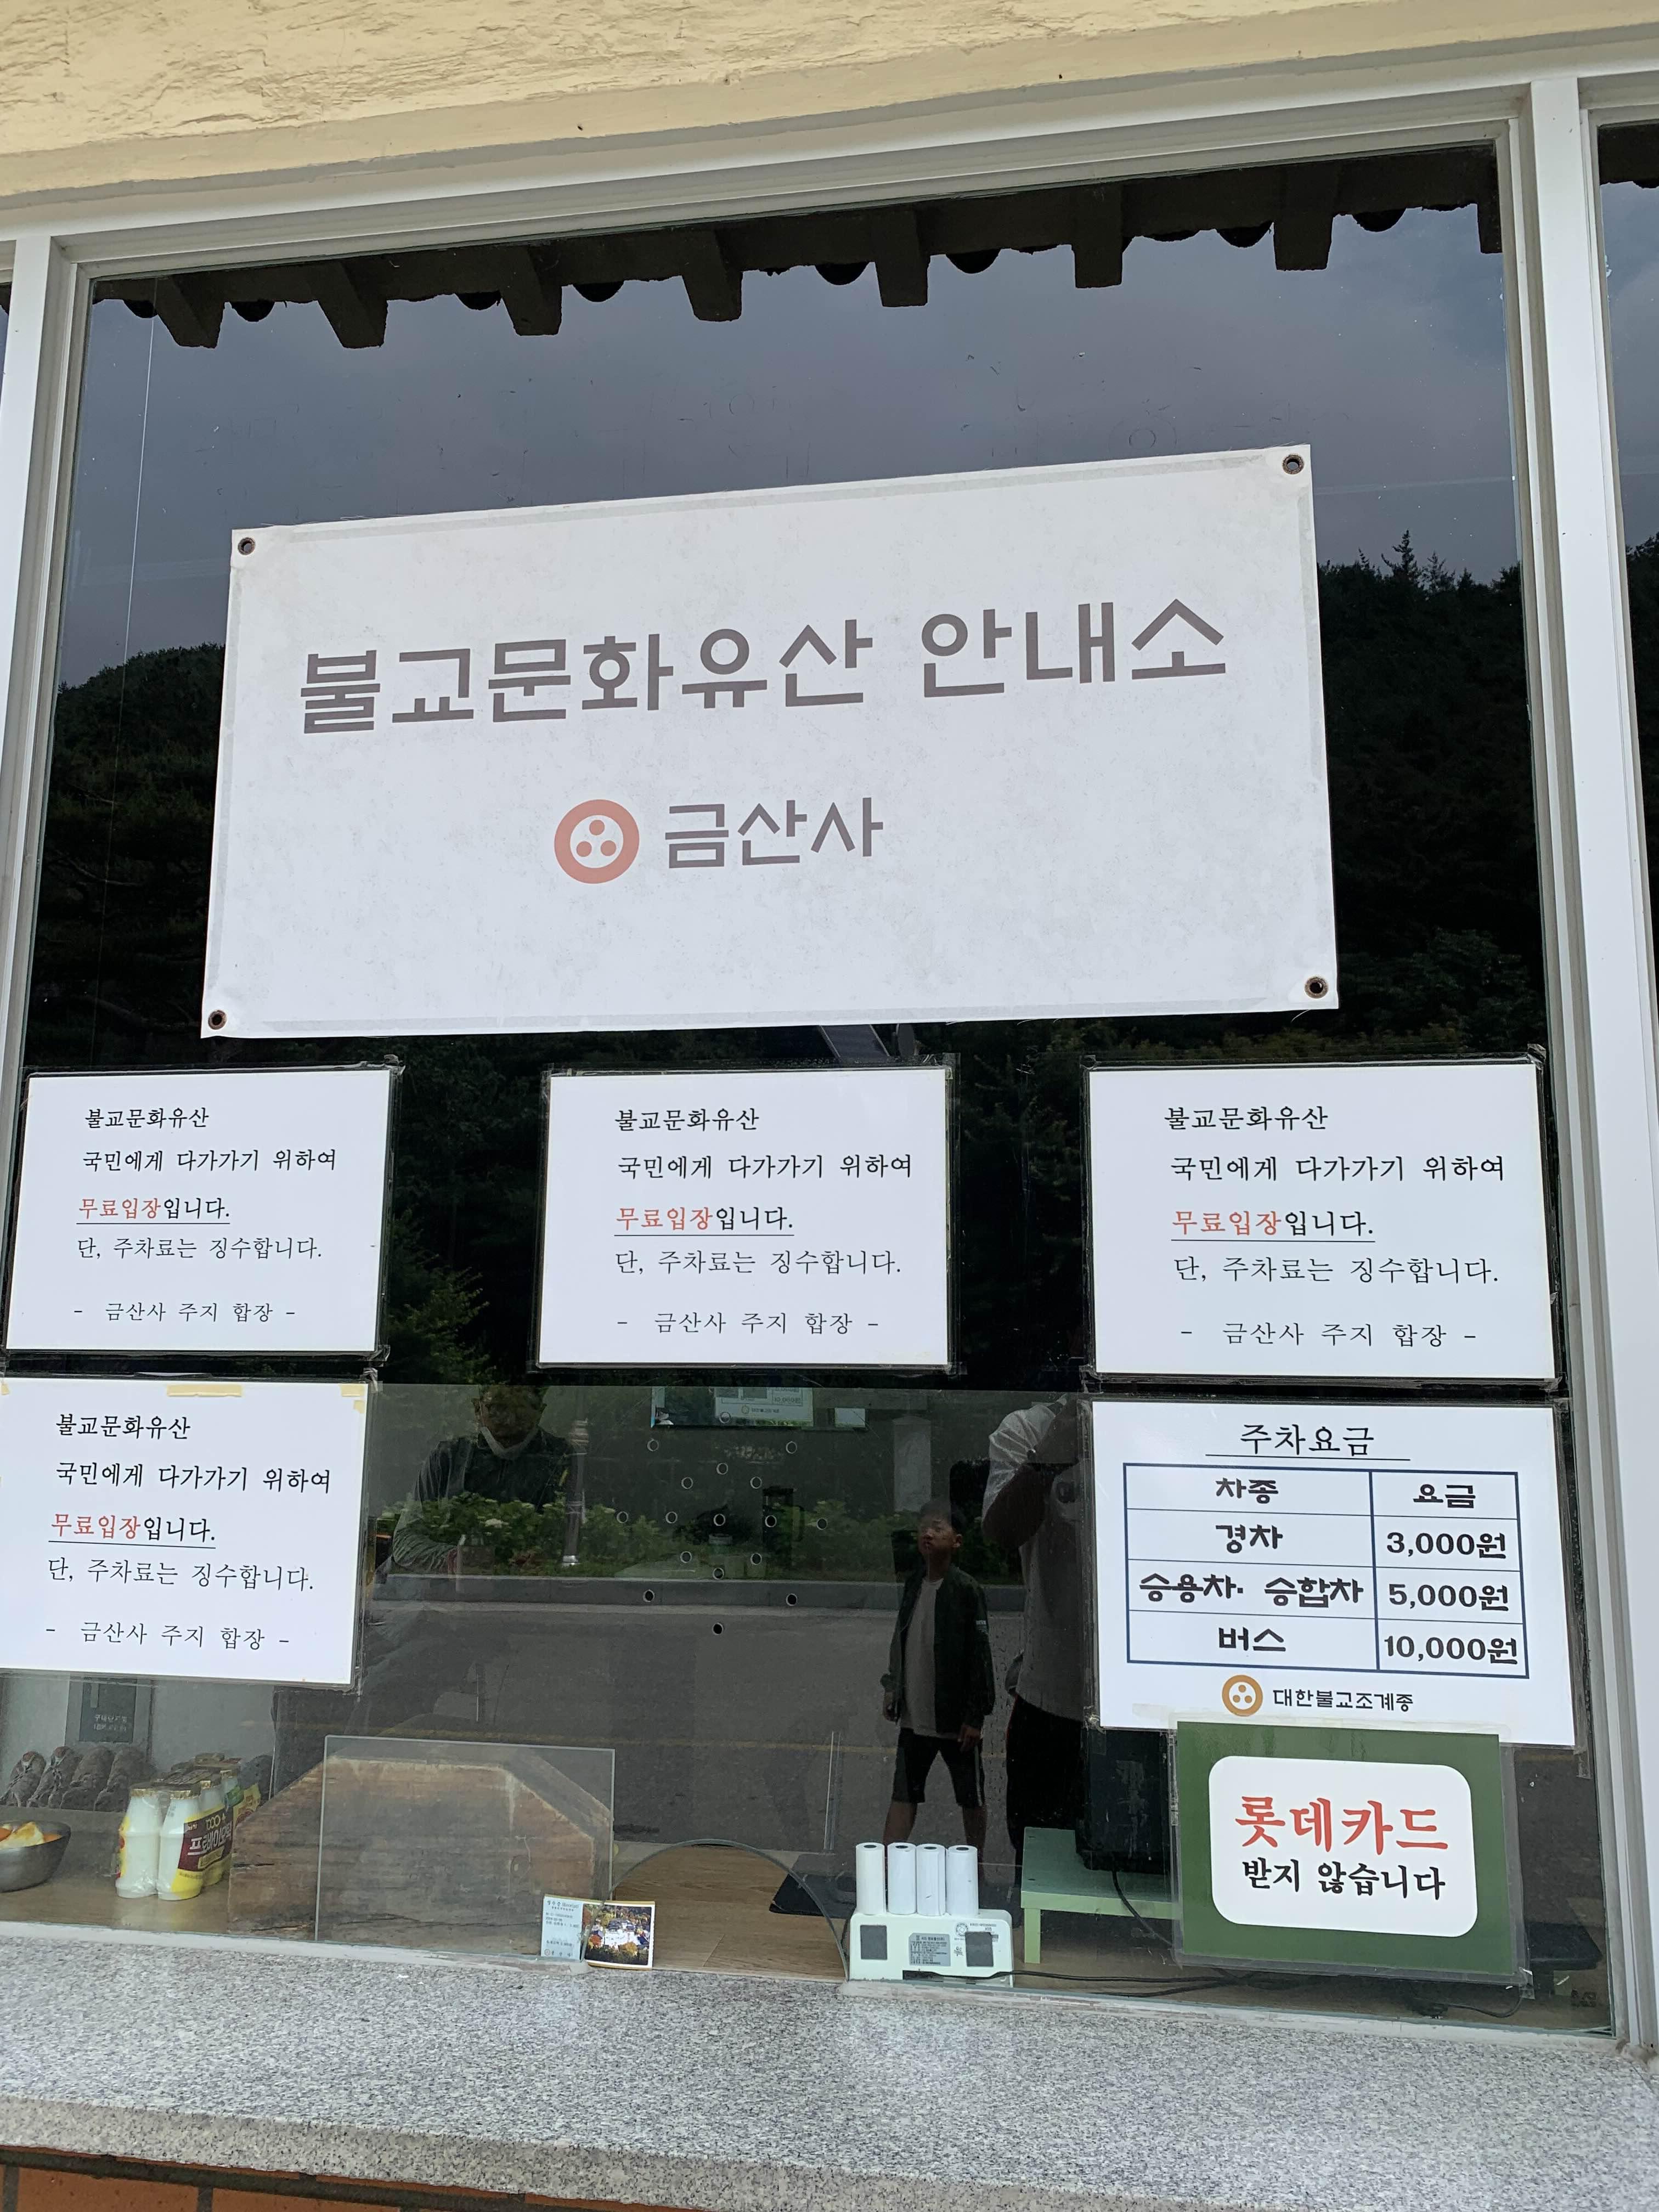 불교문화유산 안내소
금산사
불교문화유산
국민에게 다가가기 위하여
무료입장입니다.
단, 주차료는 징수합니다.
- 금산사 주지 합장 -
불교문화유산
국민에게 다가가기 위하여
무료입장입니다.
단, 주차료는 징수합니다.
- 금산사 주지 합장 -
불교문화유산
국민에게 다가가기 위하여
무료입장입니다.
단, 주차료는 징수합니다.
- 금산사 주지 합장 -
불교문화유산
국민에게 다가가기 위하여
무료입장입니다.
단, 주차료는 징수합니다.
- 금산사 주지 합장 -
주차요금
차종 요금
경차 3,000원
승용차· 승합차 5,000원
버스 10,000원
대한불교조계종
롯데카드
받지 않습니다